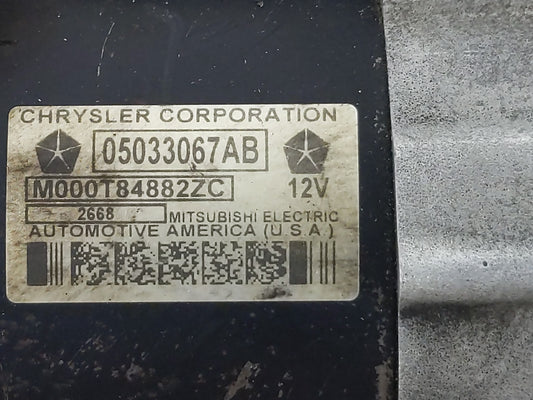 CHRYSLER CORPORATION
05033067AB
M000T84882ZC 12V
2668 MITSUBISHI ELECTRIC
AUTOMOTIVE AMERICA (U.S.A.)